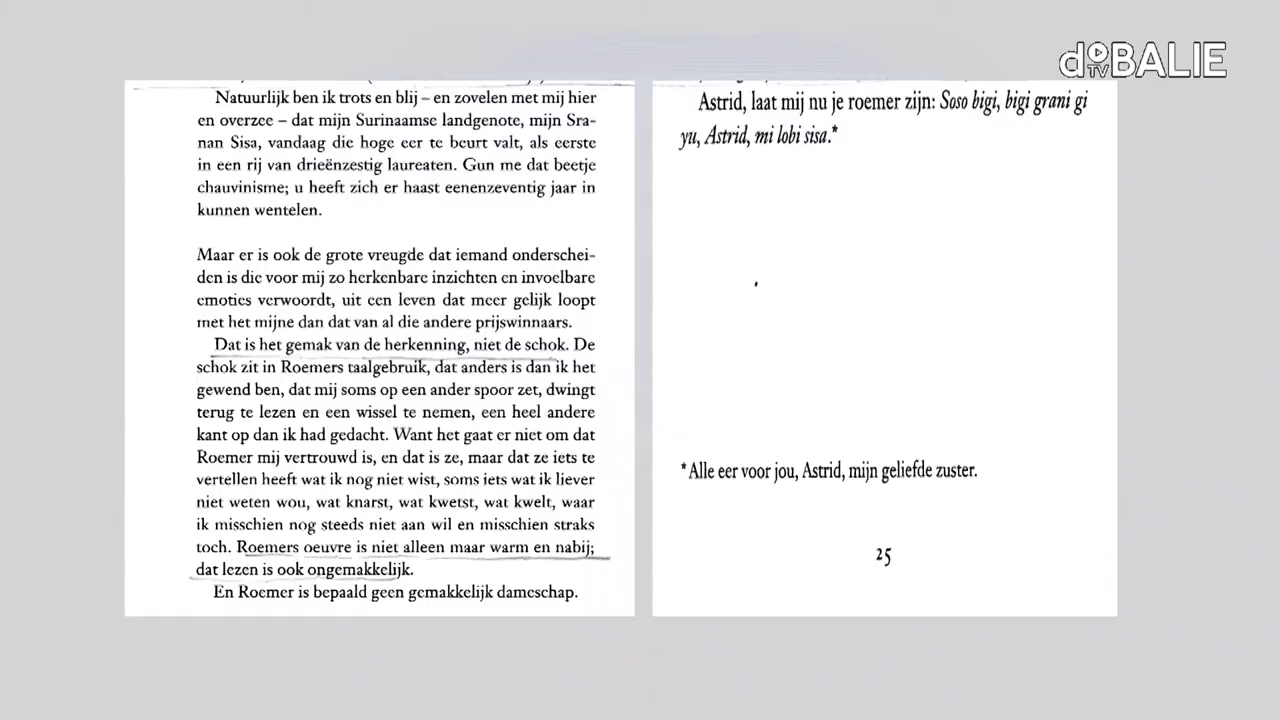 Natuurlijk ben ik trots en blij – en zovelen met mij hier
en overzee – dat mijn Surinaamse landgenote, mijn Sra-
nan Sisa, vandaag die hoge eer te beurt valt, als eerste
in een rij van drieënzestig laureaten. Gun me dat beetje
chauvinisme; u heeft zich er haast eenenzeventig jaar in
kunnen wentelen.
Maar er is ook de grote vreugde dat iemand onderschei-
den is die voor mij zo herkenbare inzichten en invoelbare
emoties verwoordt, uit een leven dat meer gelijk loopt
met het mijne dan dat van al die andere prijswinnaars.
Dat is het gemak van de herkenning, niet de schok. De
schok zit in Roemers taalgebruik, dat anders is dan ik het
gewend ben, dat mij soms op een ander spoor zet, dwingt
terug te lezen en een wissel te nemen, een heel andere
kant op dan ik had gedacht. Want het gaat er niet om dat
Roemer mij vertrouwd is, en dat is ze, maar dat ze iets te
vertellen heeft wat ik nog niet wist, soms iets wat ik liever
niet weten wou, wat knarst, wat kwetst, wat kwelt, waar
ik misschien nog steeds niet aan wil en misschien straks
toch. Roemers oeuvre is niet alleen maar warm en nabij;
dat lezen is ook ongemakkelijk.
En Roemer is bepaald geen gemakkelijk dameschap.
Astrid, laat mij nu je roemer zijn: Soso bigi, bigi grani gi
yu, Astrid, mi lobi sisa.*
*Alle eer voor jou, Astrid, mijn geliefde zuster.
25
de BALIE
TV